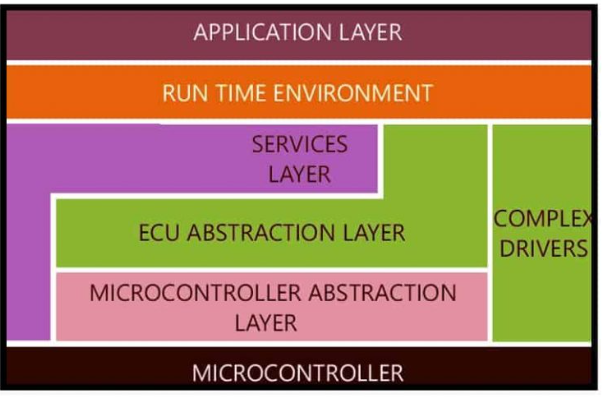 APPLICATION LAYER
RUN TIME ENVIRONMENT
SERVICES
LAYER
ECU ABSTRACTION LAYER
COMPLEX
DRIVERS
MICROCONTROLLER ABSTRACTION
LAYER
MICROCONTROLLER